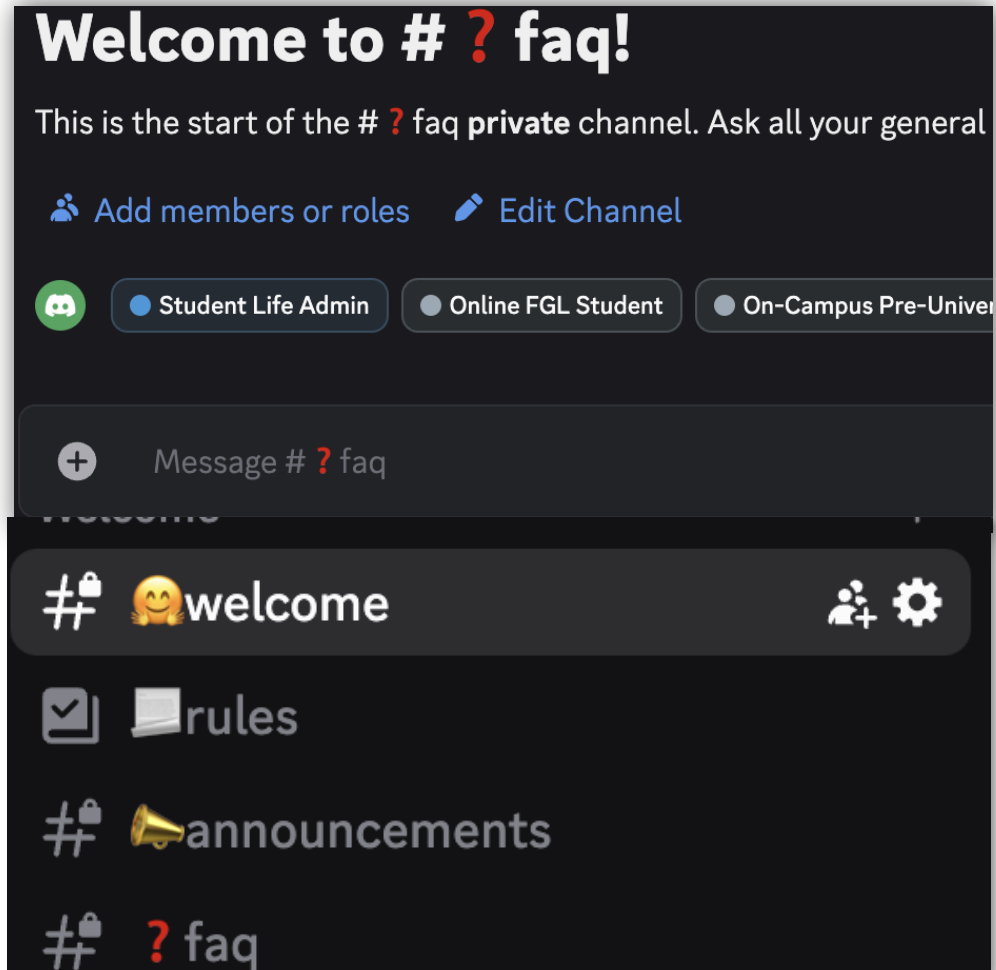 Welcome to # ❓ faq!
This is the start of the # ❓ faq private channel. Ask all your general
Add members or roles Edit Channel
Student Life Admin Online FGL Student On-Campus Pre-Univer
Message # ❓ faq
Welcome
🤗welcome
📜rules
📣announcements
❓ faq